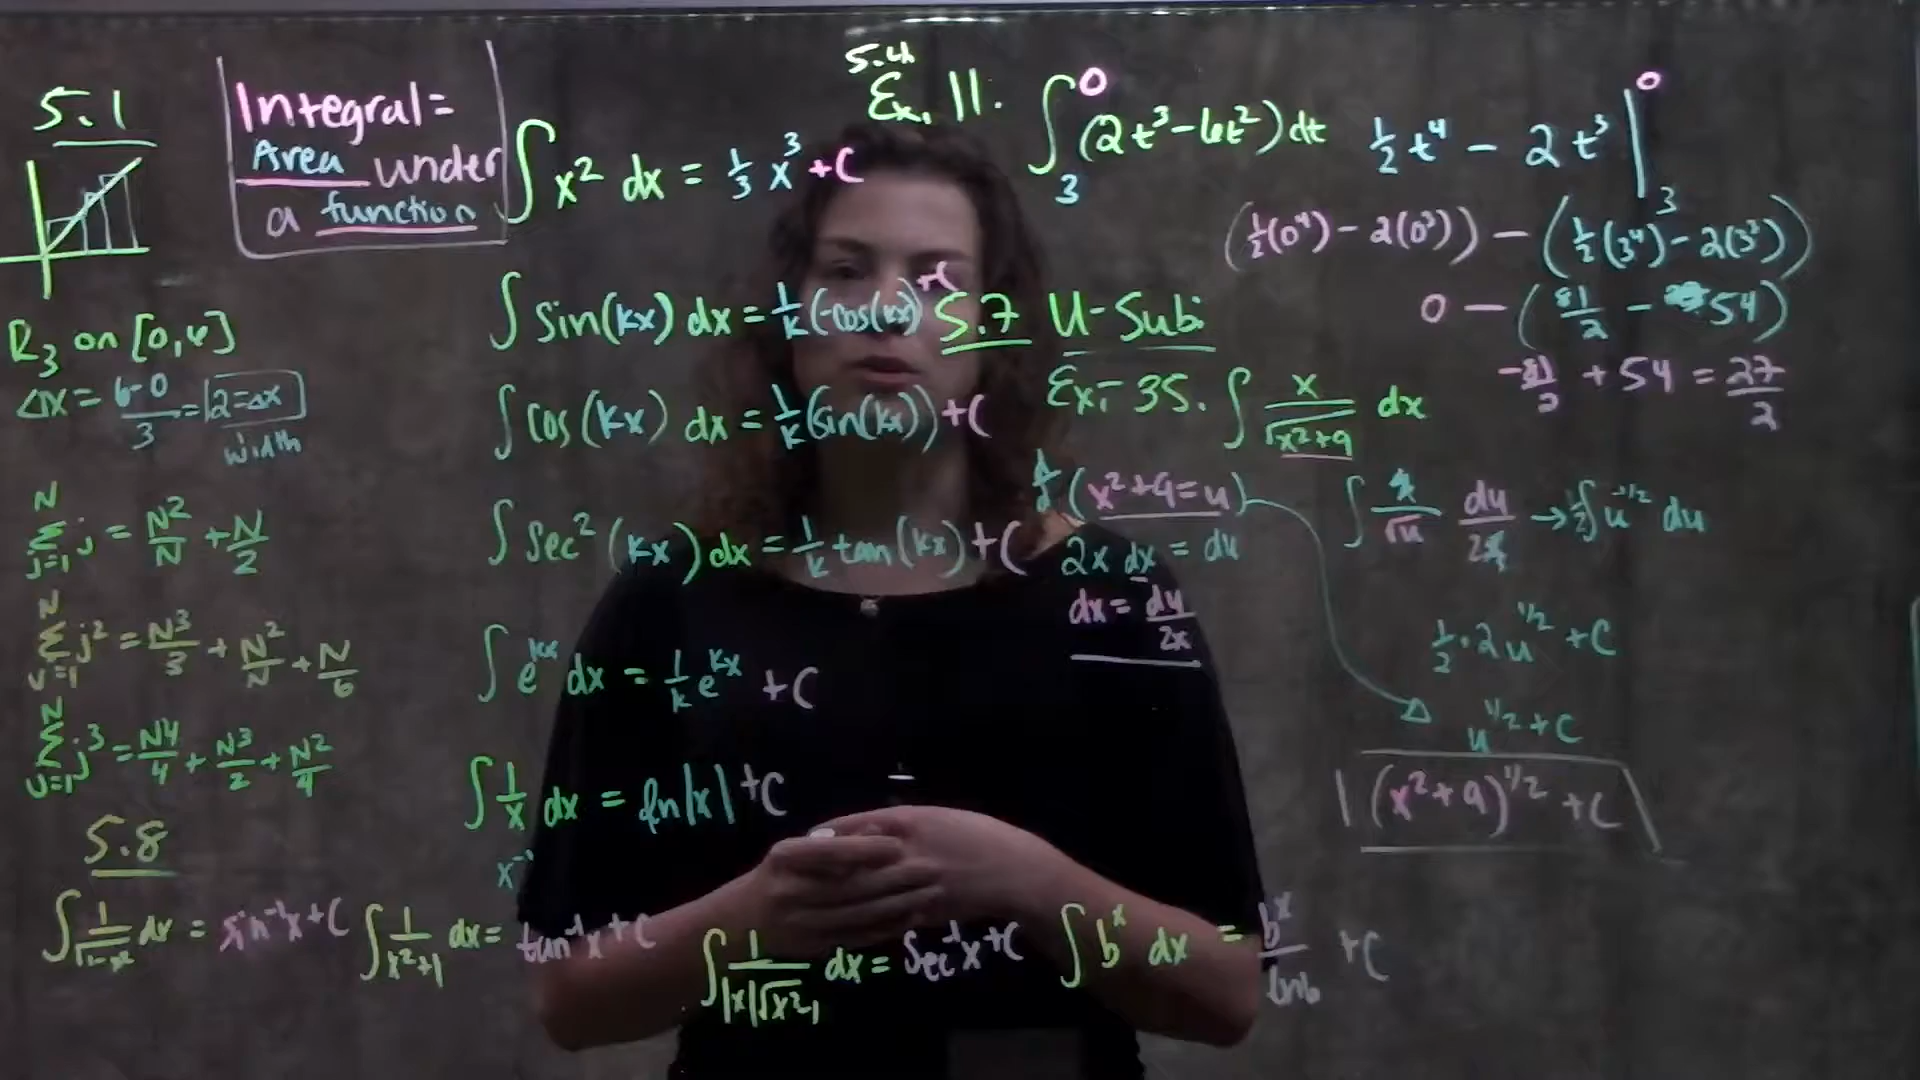 5.1
Integral =
Area under
a function
R₃ on [0,6]
Δx = 6-0/3 = 2=Δx
width
N Σ j=1 j = N²/N + N/2
N Σ j=1 j² = N³/3 + N²/N + N/6
N Σ j=1 j³ = N⁴/4 + N³/2 + N²/4
∫ x² dx = 1/3 x³ + C
∫ sin(kx) dx = 1/k (-cos(kx)) + C
∫ cos(kx) dx = 1/k (sin(kx)) + C
∫ sec²(kx) dx = 1/k tan(kx) + C
∫ e^kx dx = 1/k e^kx + C
∫ 1/x dx = ln|x| + C
x⁻¹
5.4
Ex. 11. ∫₃⁰ (2t³-6t²)dt 1/2 t⁴ - 2t³ |₃⁰
(1/2(0⁴) - 2(0³)) - (1/2(3⁴) - 2(3³))
0 - (81/2 - 54)
-81/2 + 54 = 27/2
5.7 U-Sub:
Ex: 35. ∫ x/√(x²+9) dx
(x²+9=u)
2x dx = du
dx = du/2x
∫ x/√u du/2x → 1/2 ∫ u^-1/2 du
1/2 · 2u^1/2 + C
u^1/2 + C
(x²+9)^1/2 + C
5.8
∫ 1/√(1-x²) dx = sin⁻¹x + C
∫ 1/(x²+1) dx = tan⁻¹x + C
∫ 1/(|x|√(x²-1)) dx = sec⁻¹x + C
∫ b^x dx = b^x/ln b + C